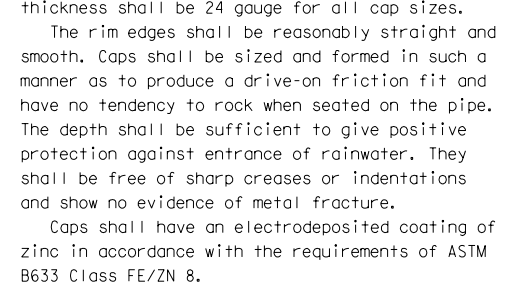 thickness shall be 24 gauge for all cap sizes.
The rim edges shall be reasonably straight and
smooth. Caps shall be sized and formed in such a
manner as to produce a drive-on friction fit and
have no tendency to rock when seated on the pipe.
The depth shall be sufficient to give positive
protection against entrance of rainwater. They
shall be free of sharp creases or indentations
and show no evidence of metal fracture.
Caps shall have an electrodeposited coating of
zinc in accordance with the requirements of ASTM
B633 Class FE/ZN 8.